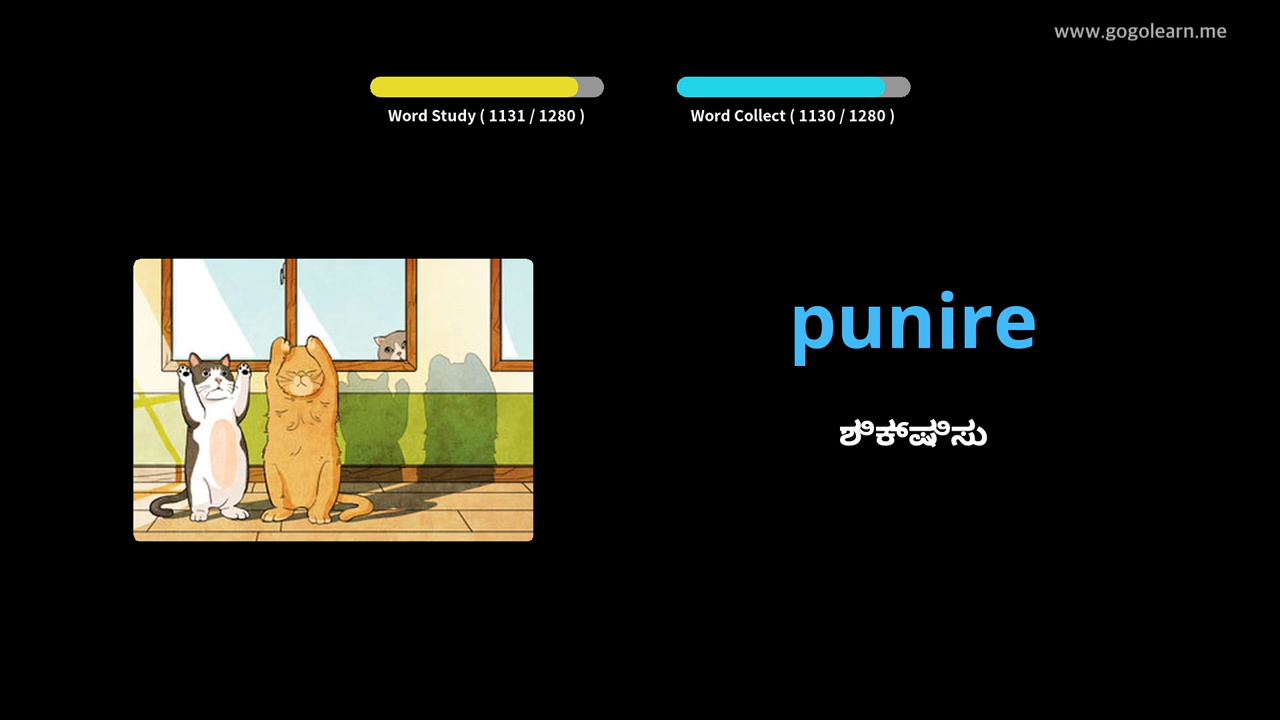 www.gogolearn.me
Word Study ( 1131 / 1280 )
Word Collect ( 1130 / 1280 )
punire
ಶಿಕ್ಷಿಸು